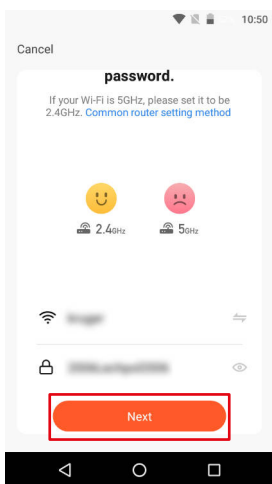 10:50
Cancel
password.
If your Wi-Fi is 5GHz, please set it to be
2.4GHz. Common router setting method
2.4GHz
5GHz
Next